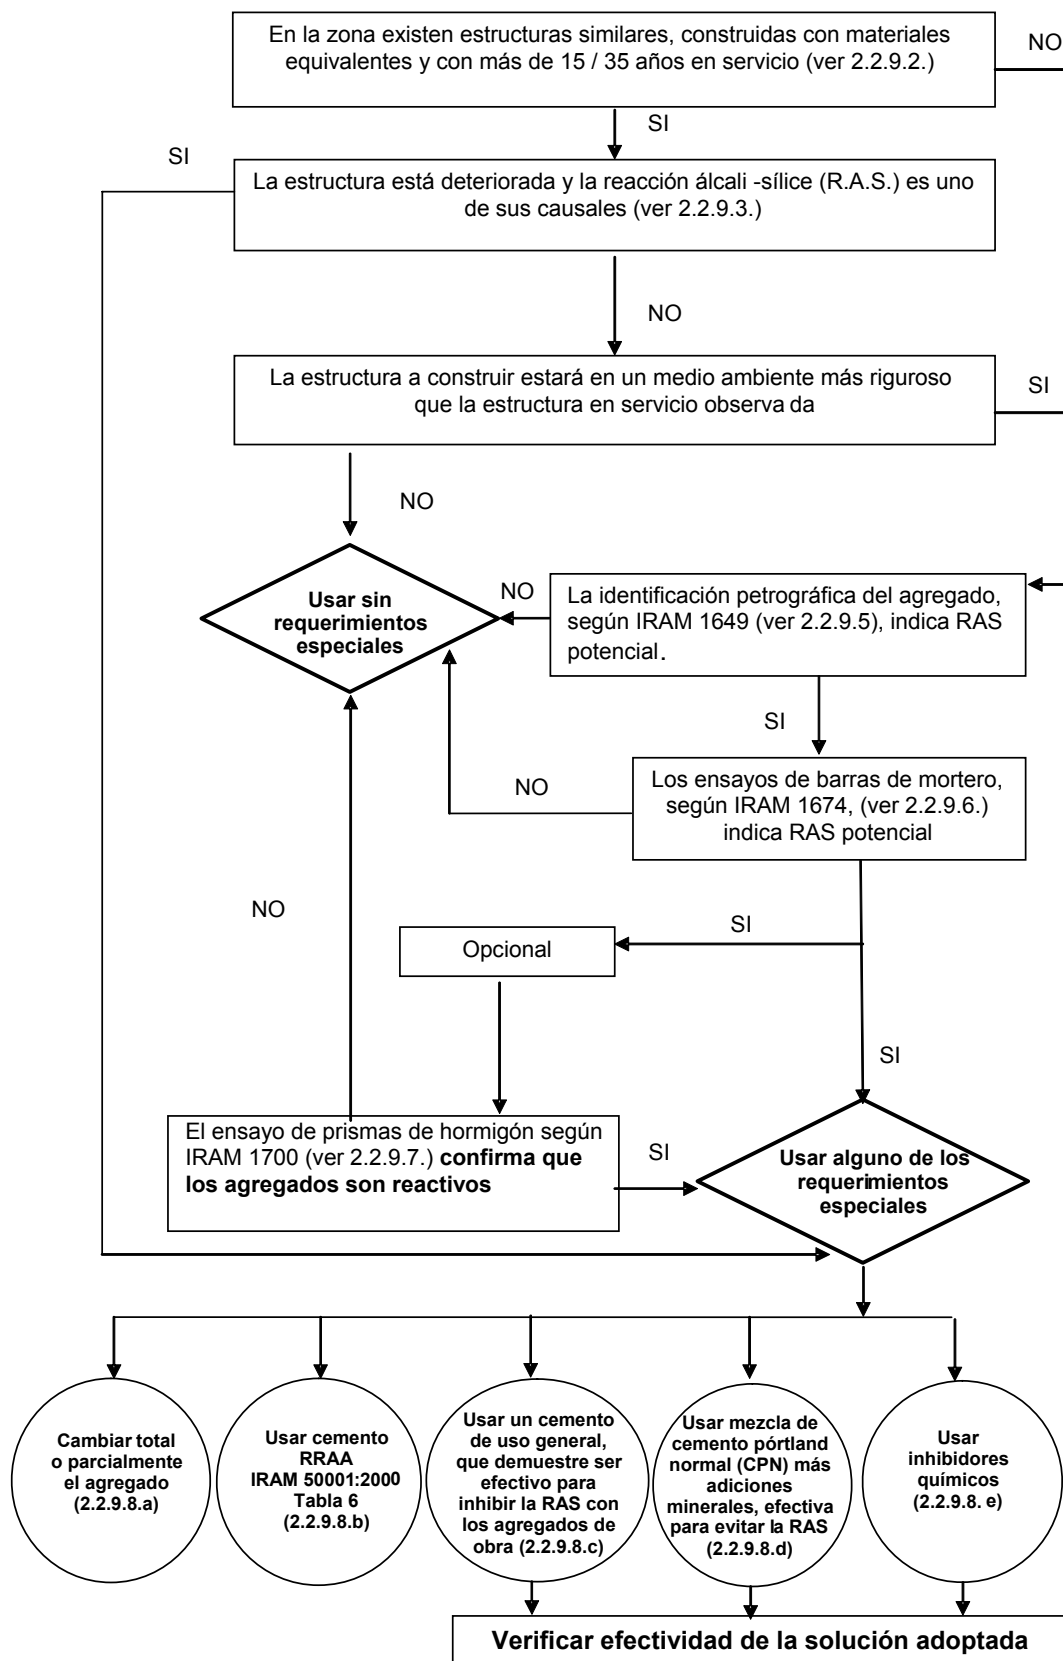 En la zona existen estructuras similares, construidas con materiales
equivalentes y con más de 15 / 35 años en servicio (ver 2.2.9.2.)
NO
SI
SI
La estructura está deteriorada y la reacción álcali -sílice (R.A.S.) es uno
de sus causales (ver 2.2.9.3.)
NO
La estructura a construir estará en un medio ambiente más riguroso
que la estructura en servicio observa da
SI
NO
Usar sin
requerimientos
especiales
NO
La identificación petrográfica del agregado,
según IRAM 1649 (ver 2.2.9.5), indica RAS
potencial.
SI
NO
Los ensayos de barras de mortero,
según IRAM 1674, (ver 2.2.9.6.)
indica RAS potencial
NO
SI
Opcional
SI
El ensayo de prismas de hormigón según
IRAM 1700 (ver 2.2.9.7.) confirma que
los agregados son reactivos
SI
Usar alguno de los
requerimientos
especiales
Cambiar total
o parcialmente
el agregado
(2.2.9.8.a)
Usar cemento
RRAA
IRAM 50001:2000
Tabla 6
(2.2.9.8.b)
Usar un cemento
de uso general,
que demuestre ser
efectivo para
inhibir la RAS con
los agregados de
obra (2.2.9.8.c)
Usar mezcla de
cemento pórtland
normal (CPN) más
adiciones
minerales, efectiva
para evitar la RAS
(2.2.9.8.d)
Usar
inhibidores
químicos
(2.2.9.8. e)
Verificar efectividad de la solución adoptada